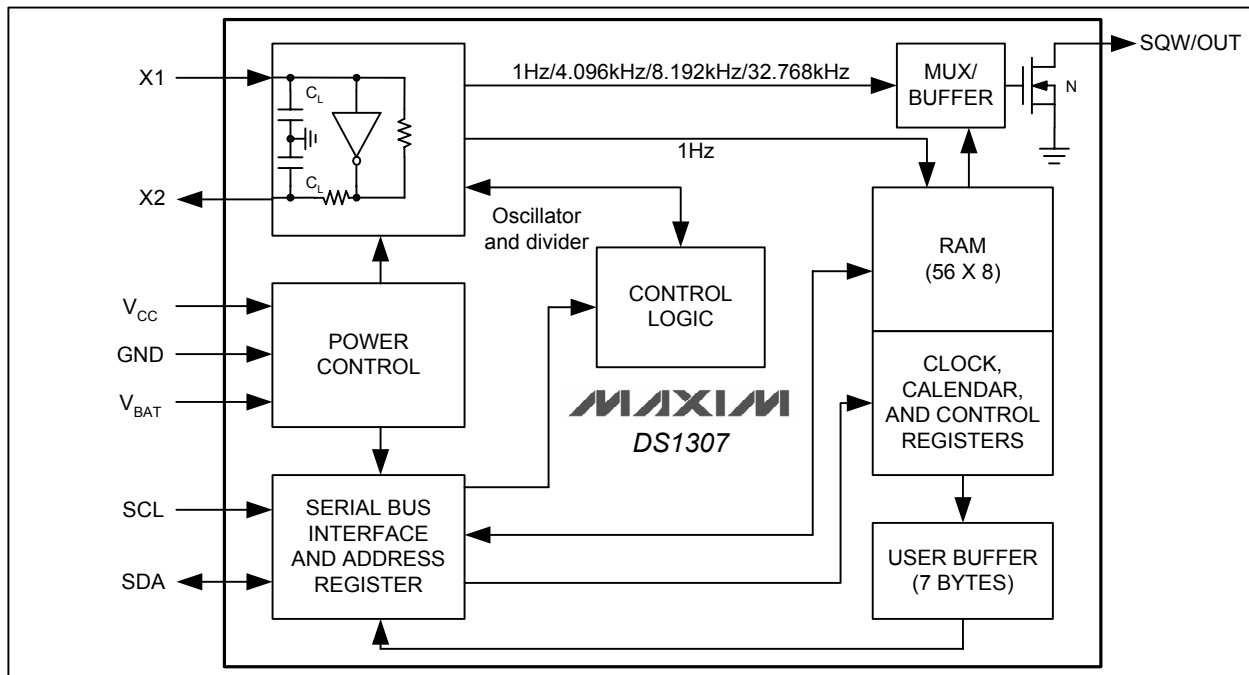 X1
X2
V_CC
GND
V_BAT
SCL
SDA
C_L
C_L
1Hz/4.096kHz/8.192kHz/32.768kHz
1Hz
MUX/
BUFFER
N
SQW/OUT
Oscillator
and divider
RAM
(56 X 8)
CONTROL
LOGIC
POWER
CONTROL
CLOCK,
CALENDAR,
AND CONTROL
REGISTERS
MAXIM
DS1307
SERIAL BUS
INTERFACE
AND ADDRESS
REGISTER
USER BUFFER
(7 BYTES)